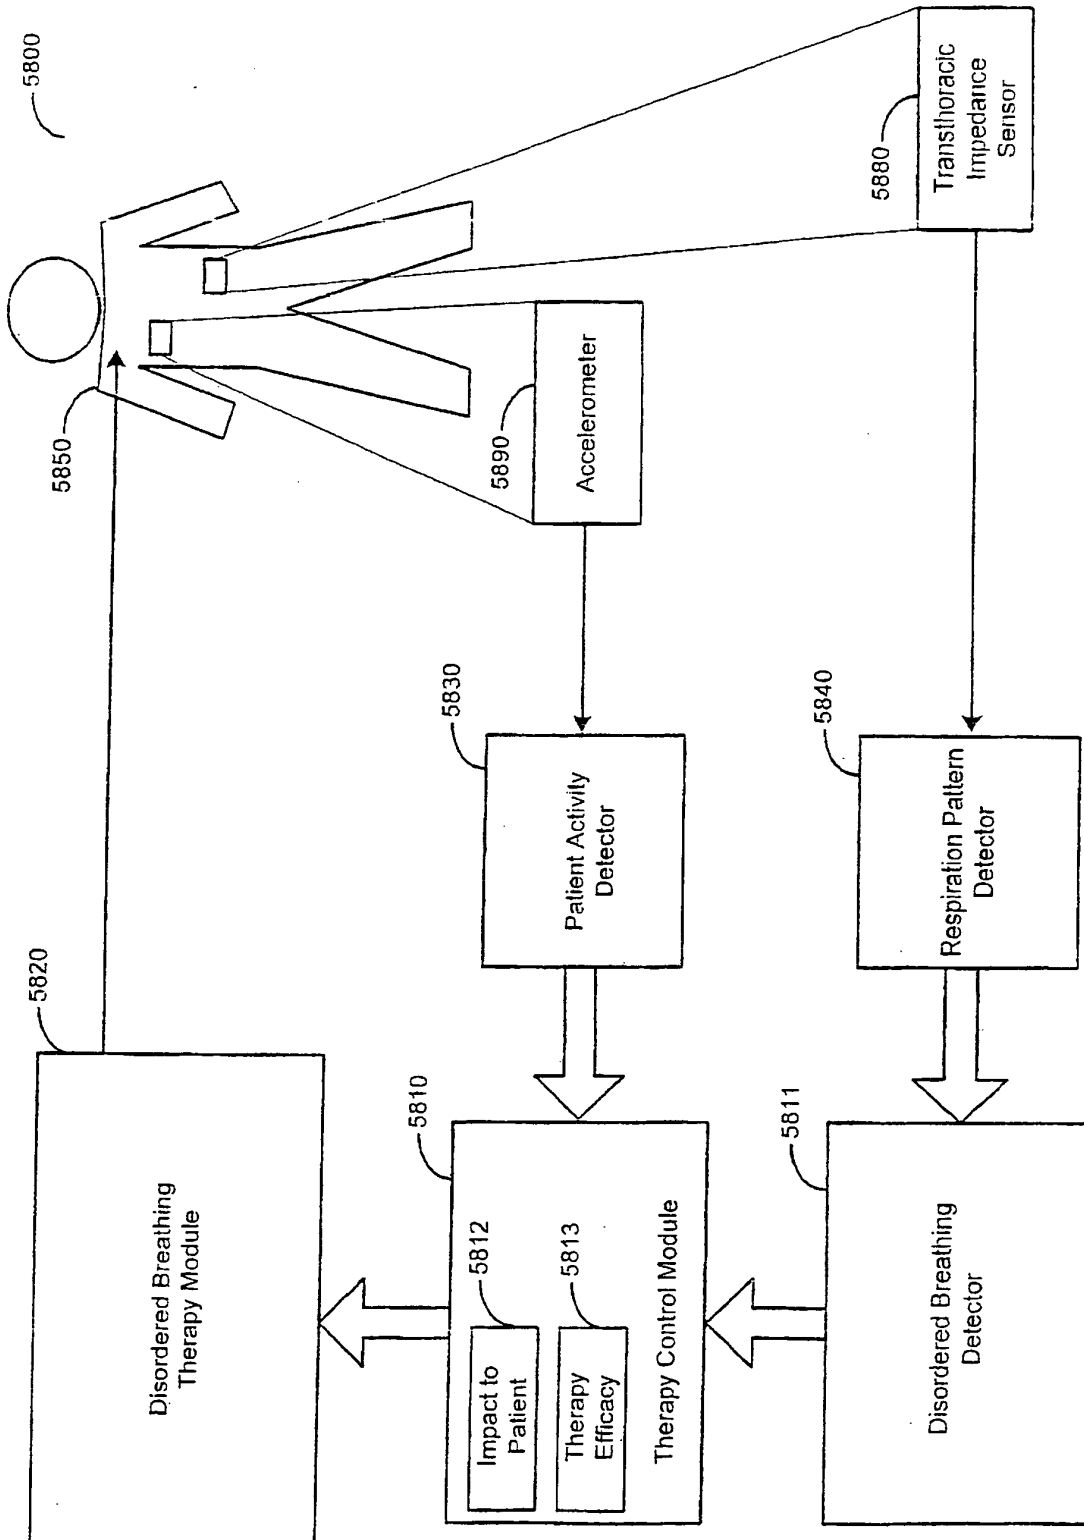 5800
5850
5820
Disordered Breathing
Therapy Module
5890
Accelerometer
5880
Transthoracic
Impedance
Sensor
5830
Patient Activity
Detector
5840
Respiration Pattern
Detector
5810
5812
Impact to
Patient
5813
Therapy
Efficacy
Therapy Control Module
5811
Disordered Breathing
Detector